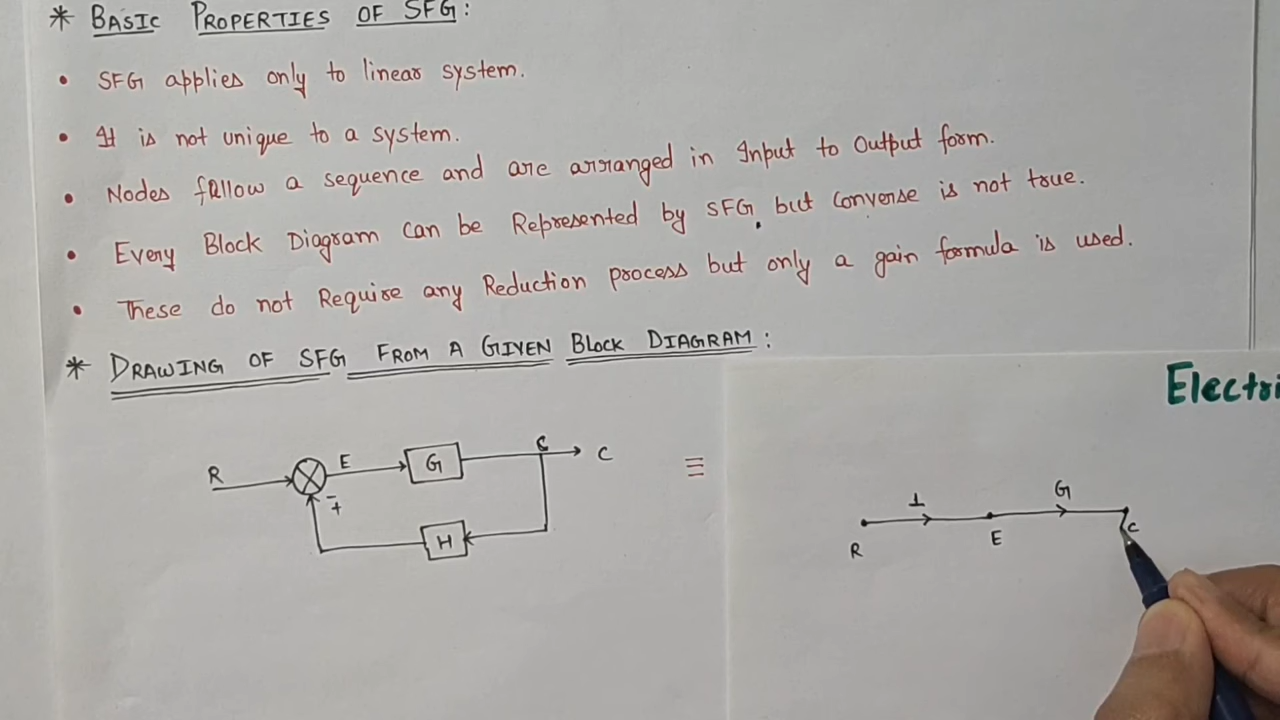 * BASIC PROPERTIES OF SFG:
• SFG applies only to linear system.
• It is not unique to a system.
• Nodes follow a sequence and are arranged in Input to Output form.
• Every Block Diagram can be Represented by SFG, but Converse is not true.
• These do not Require any Reduction process but only a gain formula is used.
* DRAWING OF SFG FROM A GIVEN BLOCK DIAGRAM:
Electri
R E G C C
- +
H
≡
1 G
R E C